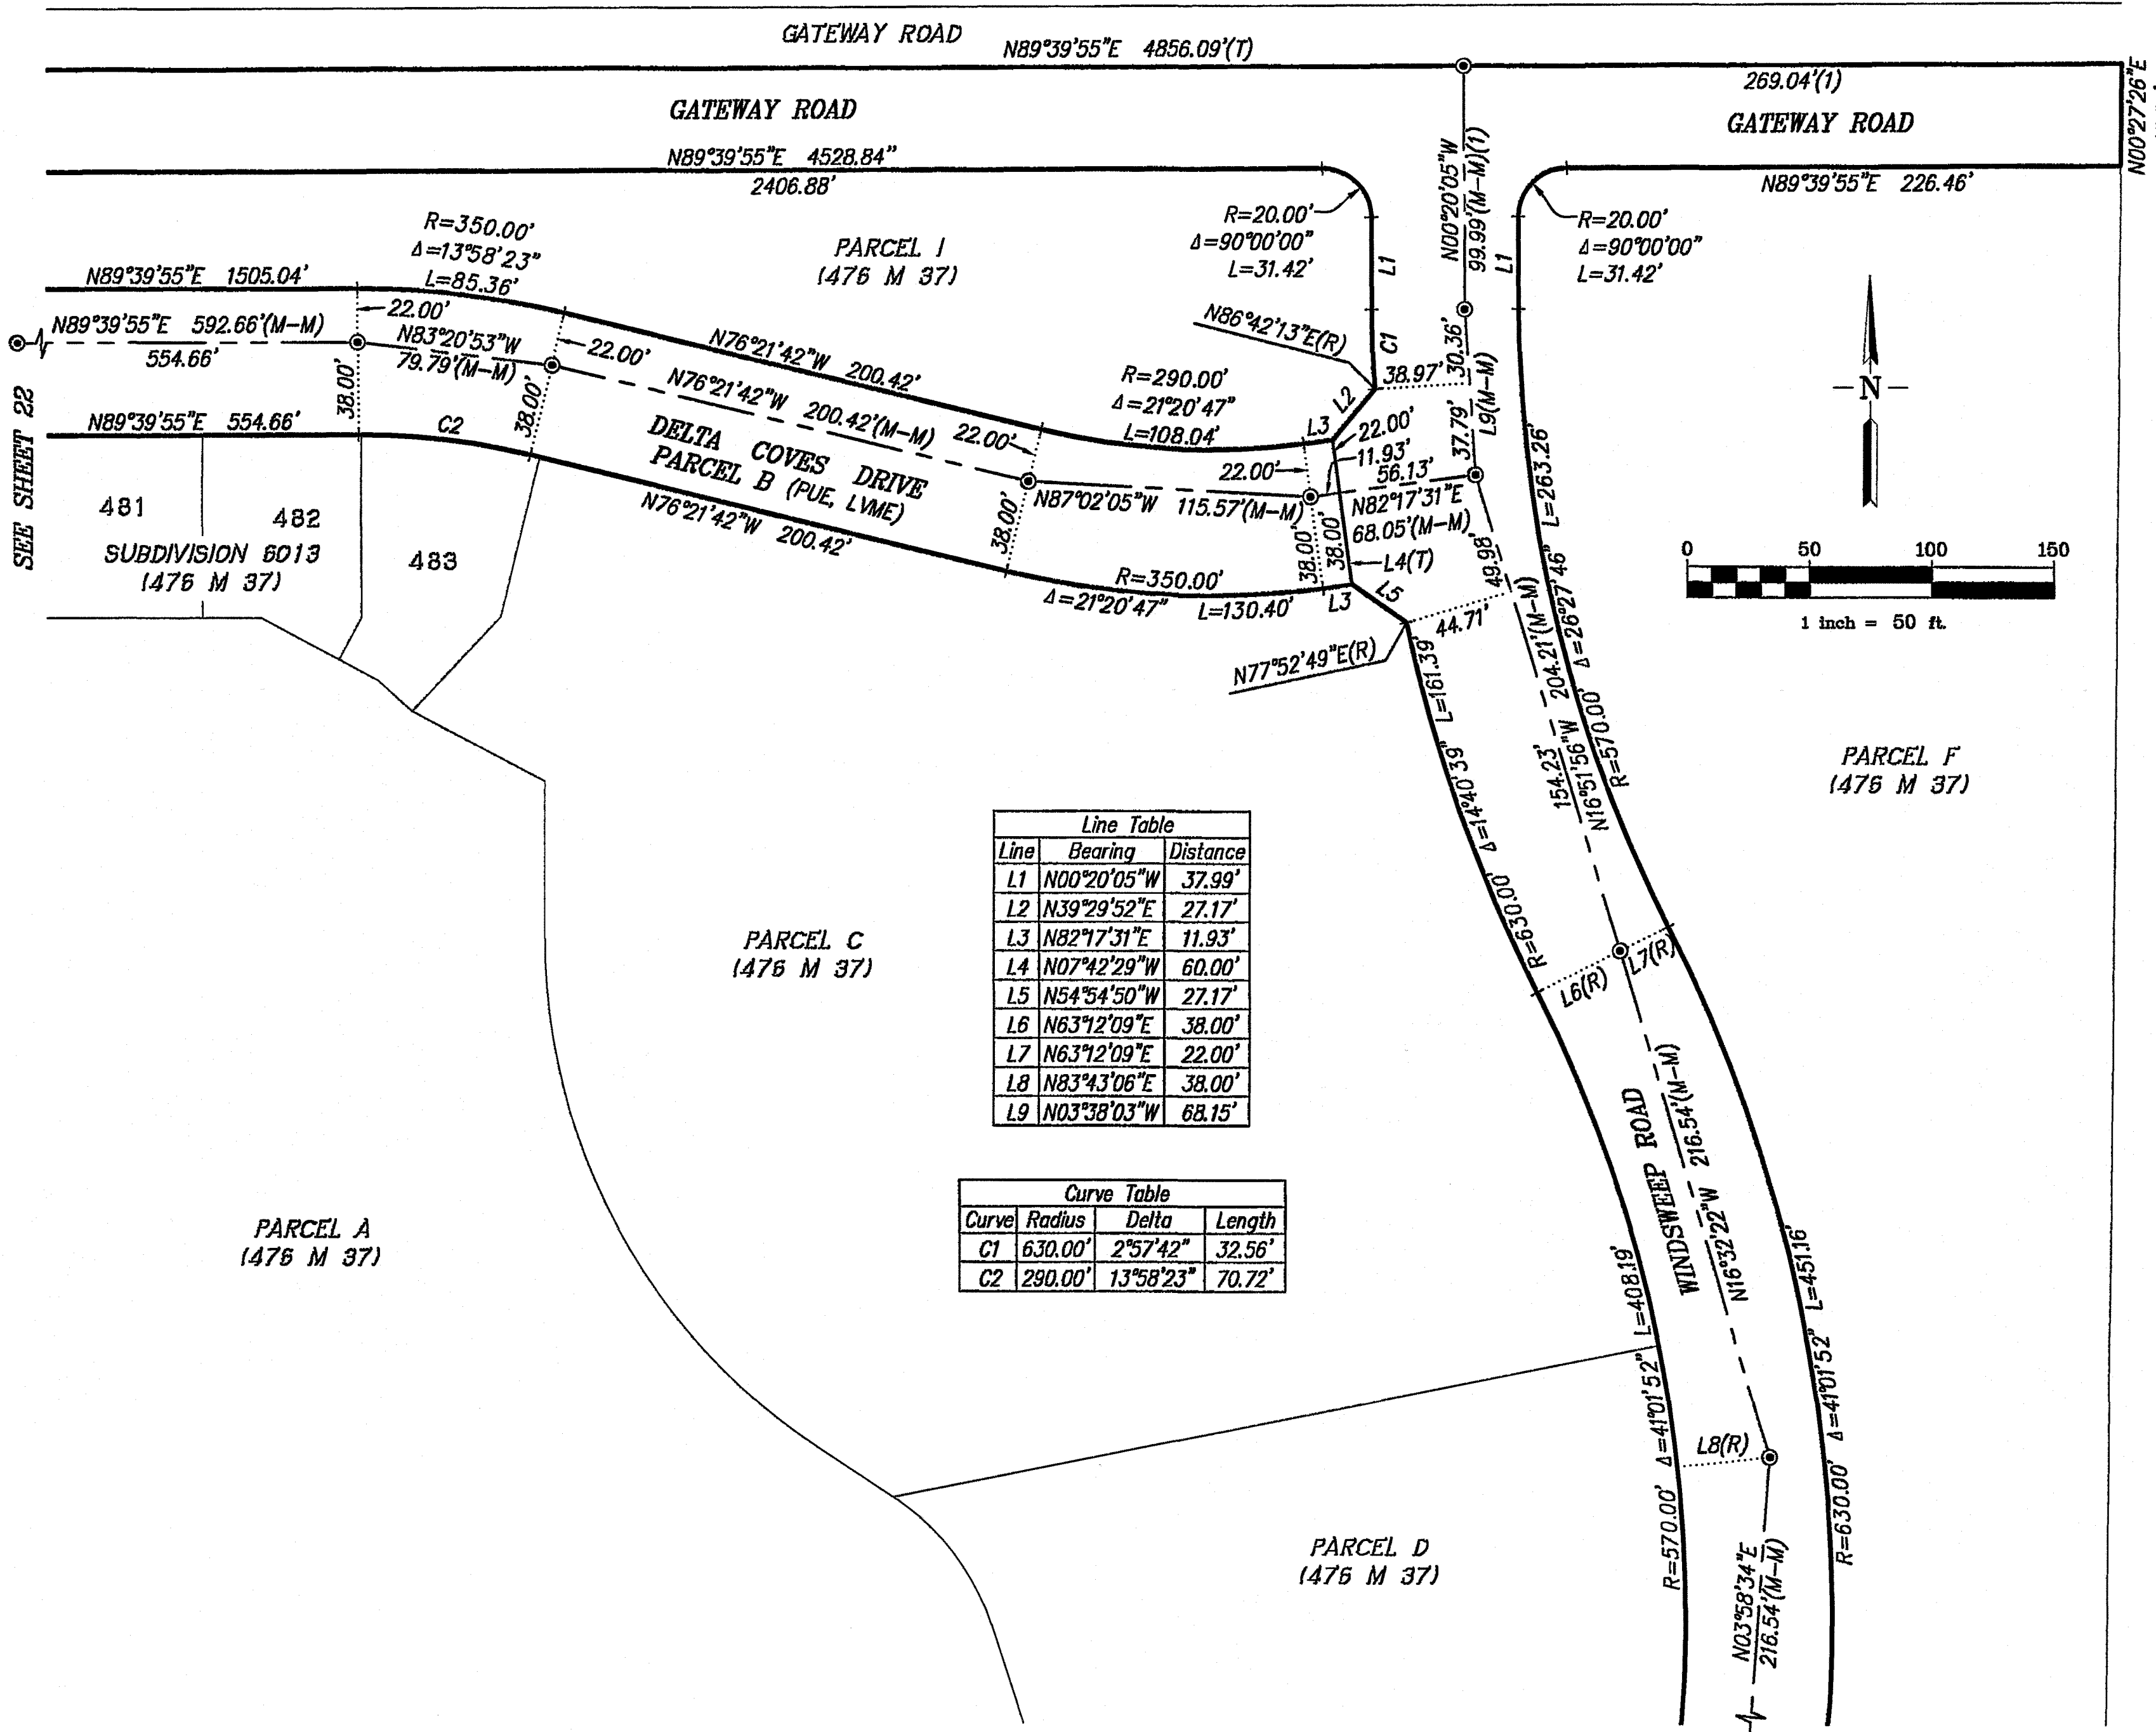 GATEWAY ROAD
N89°39'55"E 4856.09'(T)
269.04'(1)
N00°27'26"E
GATEWAY ROAD
GATEWAY ROAD
N89°39'55"E 4528.84"
2406.88'
N89°39'55"E 226.46'
N00°20'05"W
99.99'(M-M)(1)
R=20.00'
Δ=90°00'00"
L=31.42'
R=20.00'
Δ=90°00'00"
L=31.42'
L1
L1
R=350.00'
Δ=13°58'23"
L=85.36'
PARCEL I
(476 M 37)
N89°39'55"E 1505.04'
22.00'
N89°39'55"E 592.66'(M-M)
554.66'
N83°20'53"W
79.79'(M-M)
22.00'
N76°21'42"W 200.42'
N86°42'13"E(R)
C1
38.97'
30.36'
L9(M-M)
37.79'
SEE SHEET 22
38.00'
38.00'
N76°21'42"W 200.42'(M-M)
22.00'
R=290.00'
Δ=21°20'47"
L=108.04'
L2
L3
22.00'
11.93'
22.00'
56.13'
N89°39'55"E 554.66'
C2
DELTA COVES DRIVE
PARCEL B (PUE, LVME)
N76°21'42"W 200.42'
N87°02'05"W 115.57'(M-M)
N82°17'31"E
68.05'(M-M)
38.00'
38.00'
38.00'
L4(T)
L5
R=350.00'
Δ=21°20'47" L=130.40'
L3
481
482
483
SUBDIVISION 6013
(476 M 37)
49.98'
44.71'
N77°52'49"E(R)
N
0 50 100 150
1 inch = 50 ft.
R=570.00' Δ=26°27'46" L=263.26'
154.23'
N16°51'56"W 204.21'(M-M)
R=630.00' Δ=14°40'39" L=161.39'
PARCEL F
(476 M 37)
Line Table
Line Bearing Distance
L1 N00°20'05"W 37.99'
L2 N39°29'52"E 27.17'
L3 N82°17'31"E 11.93'
L4 N07°42'29"W 60.00'
L5 N54°54'50"W 27.17'
L6 N63°12'09"E 38.00'
L7 N63°12'09"E 22.00'
L8 N83°43'06"E 38.00'
L9 N03°38'03"W 68.15'
PARCEL C
(476 M 37)
L6(R)
L7(R)
Curve Table
Curve Radius Delta Length
C1 630.00' 2°57'42" 32.56'
C2 290.00' 13°58'23" 70.72'
WINDSWEEP ROAD
N16°32'22"W 216.54'(M-M)
PARCEL A
(476 M 37)
R=570.00' Δ=41°01'52" L=408.19'
R=630.00' Δ=41°01'52" L=451.16'
L8(R)
PARCEL D
(476 M 37)
N03°58'34"E
216.54'(M-M)